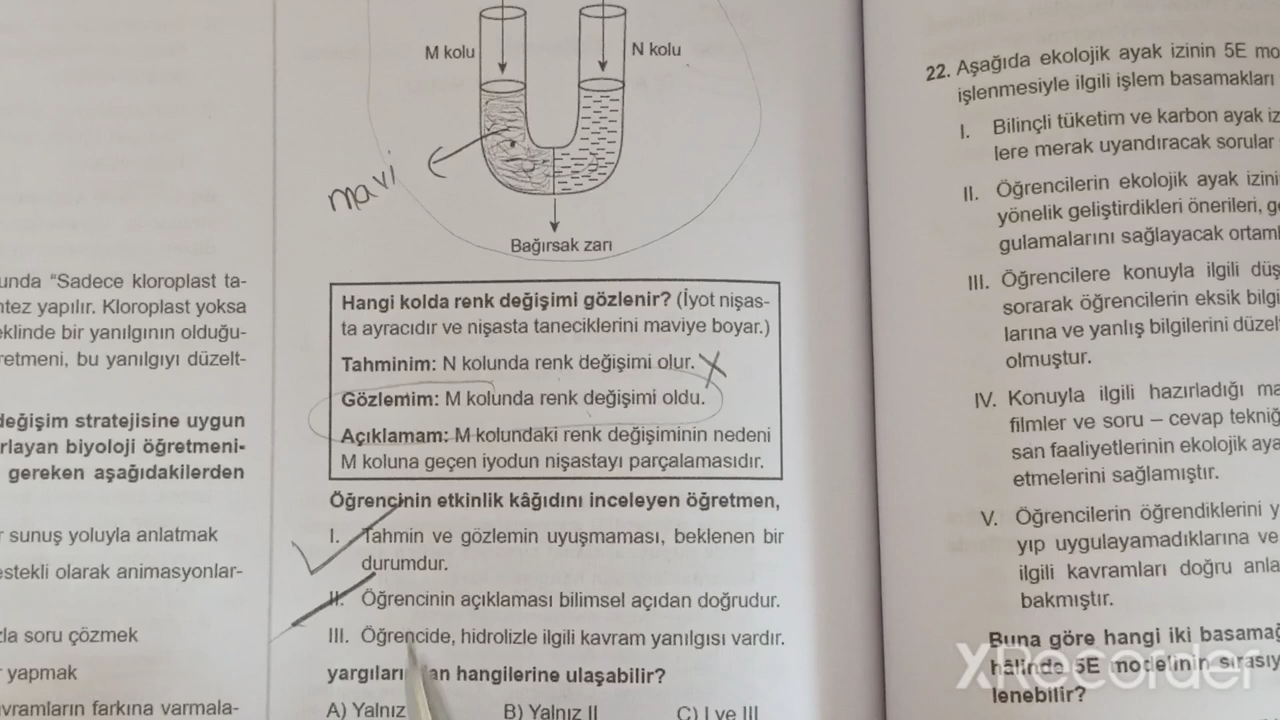 M kolu
N kolu
mavi
Bağırsak zarı
Hangi kolda renk değişimi gözlenir? (İyot nişas-
ta ayracıdır ve nişasta taneciklerini maviye boyar.)
Tahminim: N kolunda renk değişimi olur.
Gözlemim: M kolunda renk değişimi oldu.
Açıklamam: M kolundaki renk değişiminin nedeni
M koluna geçen iyodun nişastayı parçalamasıdır.
Öğrencinin etkinlik kâğıdını inceleyen öğretmen,
I. Tahmin ve gözlemin uyuşmaması, beklenen bir
durumdur.
II. Öğrencinin açıklaması bilimsel açıdan doğrudur.
III. Öğrencide, hidrolizle ilgili kavram yanılgısı vardır.
hangilerine ulaşabilir?
A) Yalnız
B) Yalnız II
C) I ve III
unda "Sadece kloroplast ta-
ntez yapılır. Kloroplast yoksa
eklinde bir yanılgının olduğu-
retmeni, bu yanılgıyı düzelt-
değişim stratejisine uygun
rlayan biyoloji öğretmeni-
gereken aşağıdakilerden
r sunuş yoluyla anlatmak
estekli olarak animasyonlar-
zla soru çözmek
r yapmak
vramların farkına varmala-
22. Aşağıda ekolojik ayak izinin 5E mo
işlenmesiyle ilgili işlem basamakları
I. Bilinçli tüketim ve karbon ayak iz
lere merak uyandıracak sorular
II. Öğrencilerin ekolojik ayak izini
yönelik geliştirdikleri önerileri, g
gulamalarını sağlayacak ortaml
III. Öğrencilere konuyla ilgili düş
sorarak öğrencilerin eksik bilgi
larına ve yanlış bilgilerini düzel
olmuştur.
IV. Konuyla ilgili hazırladığı ma
filmler ve soru – cevap tekniğ
san faaliyetlerinin ekolojik aya
etmelerini sağlamıştır.
V. Öğrencilerin öğrendiklerini y
yıp uygulayamadıklarına ve
ilgili kavramları doğru anla
bakmıştır.
Buna göre hangi iki basamağ
hâlinde 5E modelinin sırasıy
lenebilir?
XRecorder